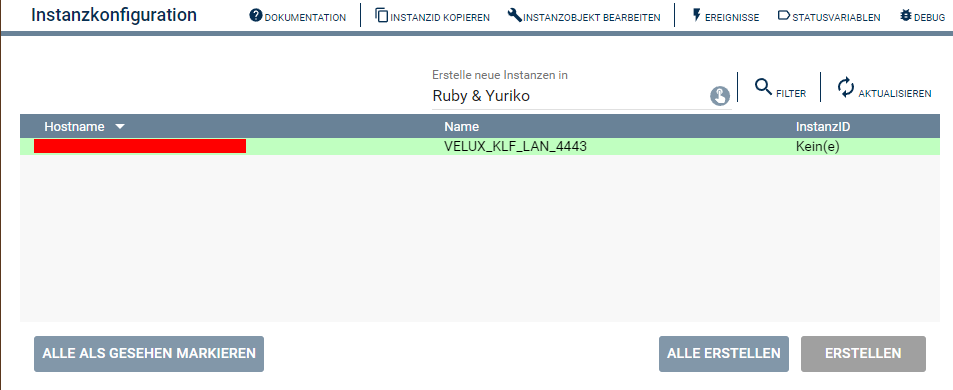 Instanzkonfiguration DOKUMENTATION INSTANZID KOPIEREN INSTANZOBJEKT BEARBEITEN EREIGNISSE STATUSVARIABLEN DEBUG
Erstelle neue Instanzen in
Ruby & Yuriko FILTER AKTUALISIEREN
Hostname Name InstanzID
VELUX_KLF_LAN_4443 Kein(e)
ALLE ALS GESEHEN MARKIEREN ALLE ERSTELLEN ERSTELLEN